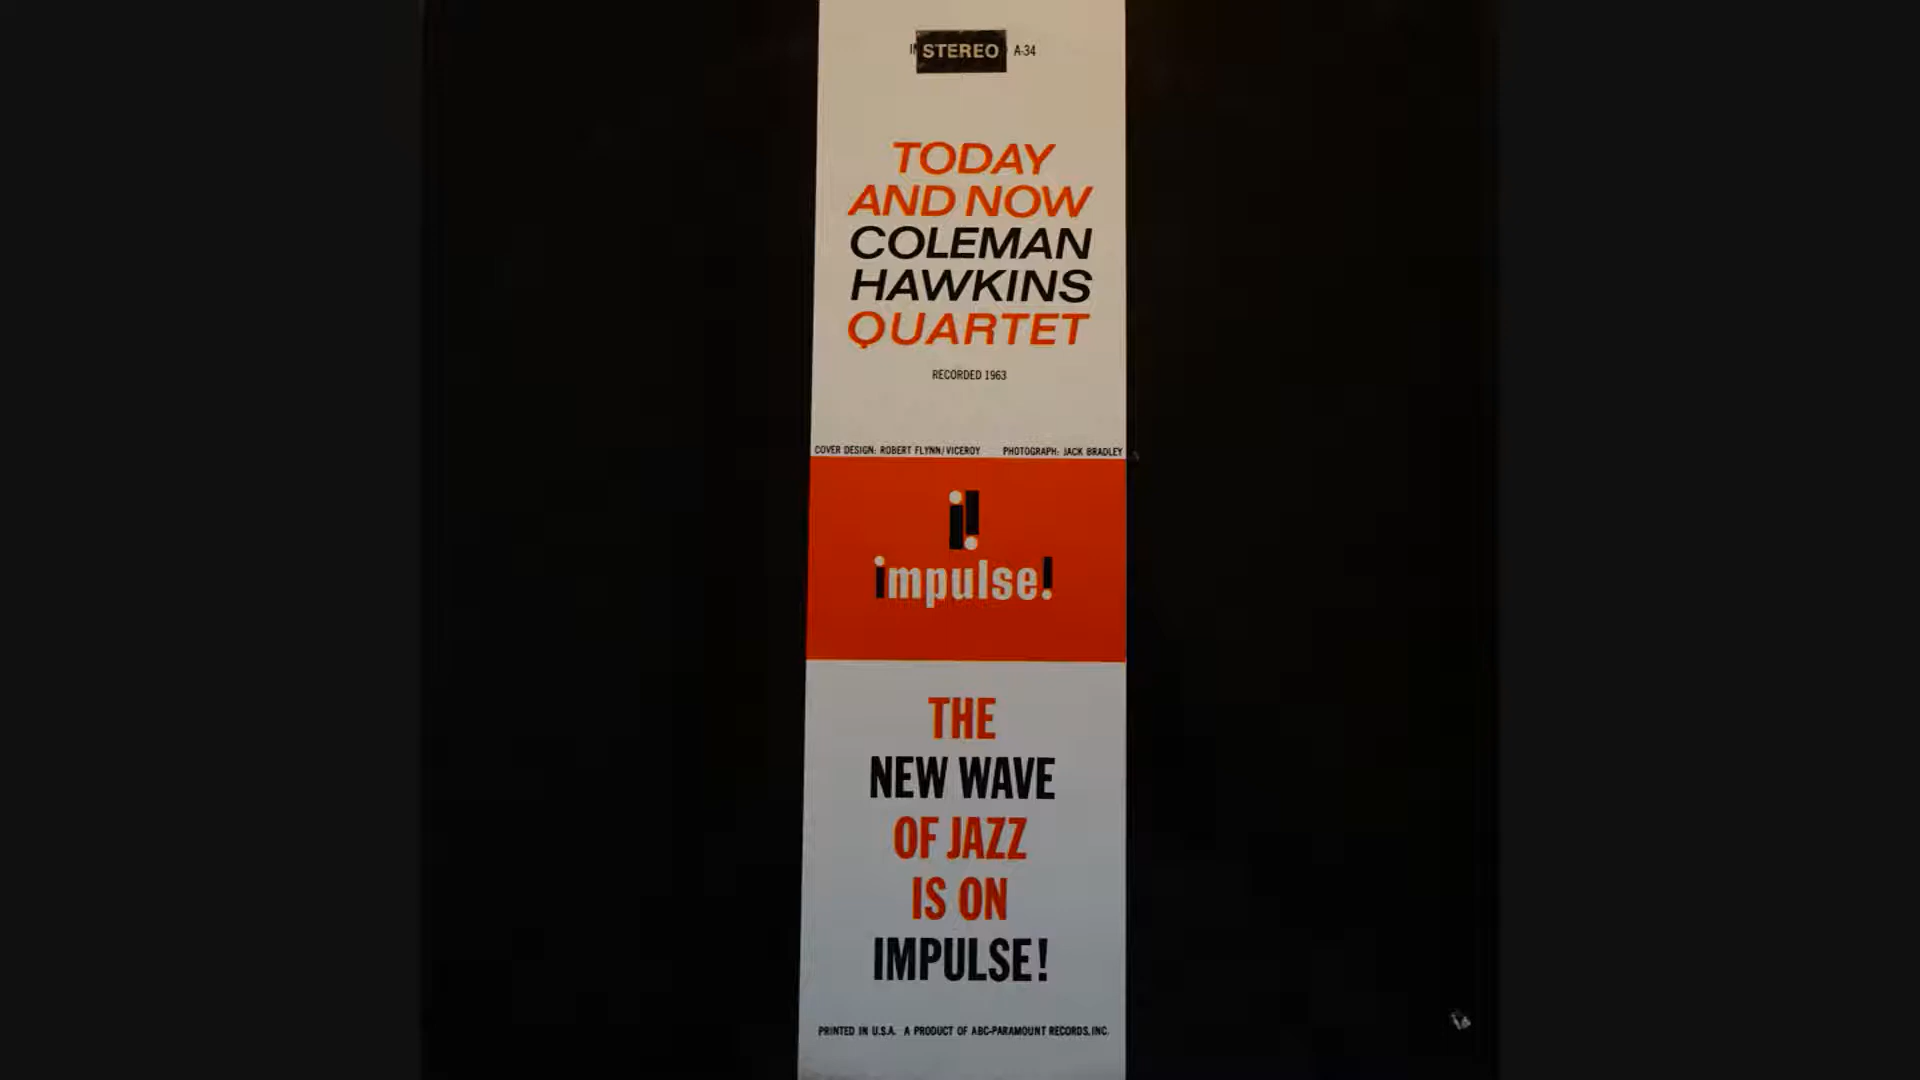 STEREO A-34
TODAY
AND NOW
COLEMAN
HAWKINS
QUARTET
RECORDED 1963
COVER DESIGN: ROBERT FLYNN/VICEROY PHOTOGRAPH: JACK BRADLEY
i!
impulse!
THE
NEW WAVE
OF JAZZ
IS ON
IMPULSE!
PRINTED IN U.S.A. A PRODUCT OF ABC-PARAMOUNT RECORDS, INC.